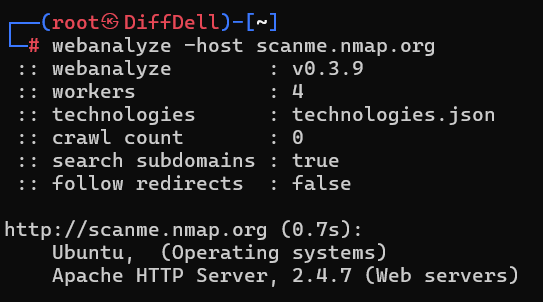 ┌──(root㉿DiffDell)-[~]
└─# webanalyze -host scanme.nmap.org
 :: webanalyze        : v0.3.9
 :: workers           : 4
 :: technologies      : technologies.json
 :: crawl count       : 0
 :: search subdomains : true
 :: follow redirects  : false

http://scanme.nmap.org (0.7s):
    Ubuntu,  (Operating systems)
    Apache HTTP Server, 2.4.7 (Web servers)